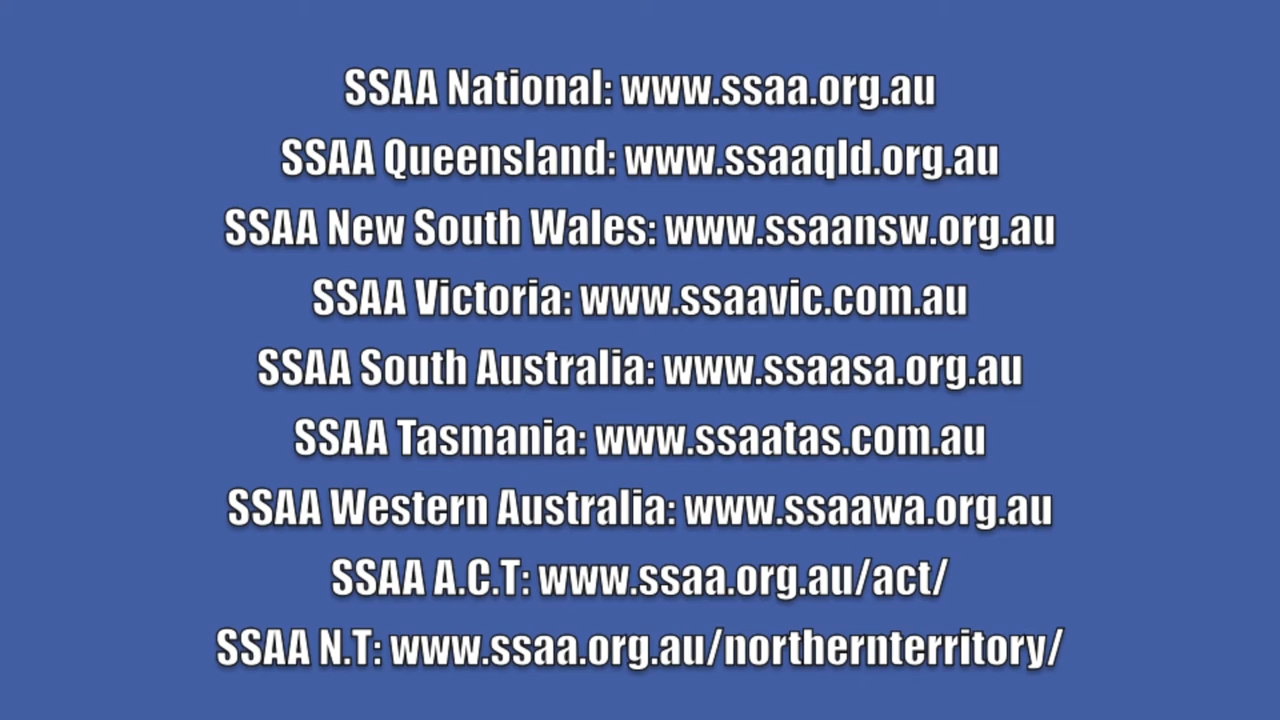 SSAA National: www.ssaa.org.au
SSAA Queensland: www.ssaaqld.org.au
SSAA New South Wales: www.ssaansw.org.au
SSAA Victoria: www.ssaavic.com.au
SSAA South Australia: www.ssaasa.org.au
SSAA Tasmania: www.ssaatas.com.au
SSAA Western Australia: www.ssaawa.org.au
SSAA A.C.T: www.ssaa.org.au/act/
SSAA N.T: www.ssaa.org.au/northernterritory/